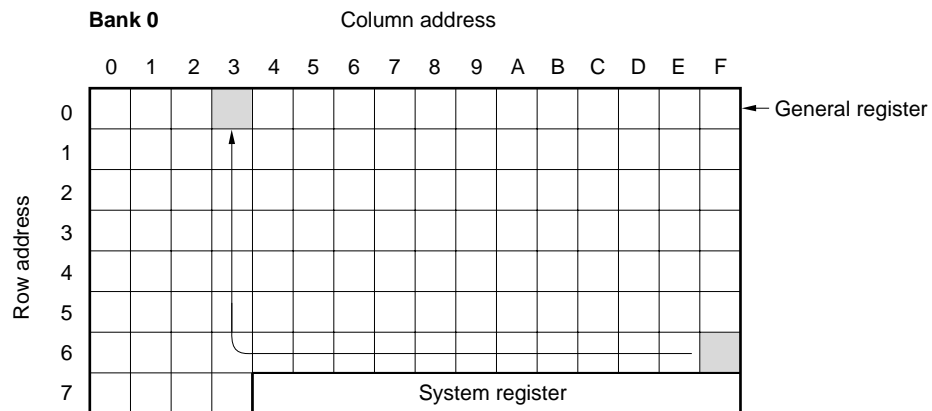 Bank 0 Column address
0 1 2 3 4 5 6 7 8 9 A B C D E F
0 General register
1
2
3
4
5
6
7 System register
Row address